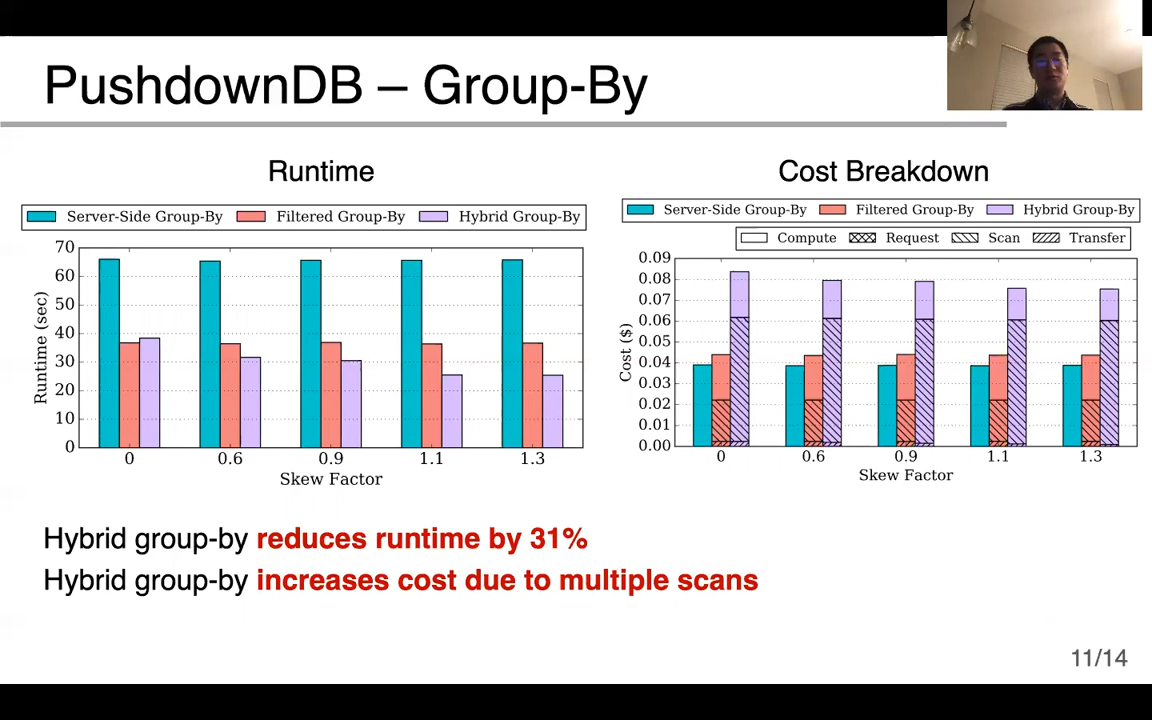 PushdownDB – Group-By
Runtime
Server-Side Group-By Filtered Group-By Hybrid Group-By
70
60
50
40
30
20
10
0
Runtime (sec)
0 0.6 0.9 1.1 1.3
Skew Factor
Cost Breakdown
Server-Side Group-By Filtered Group-By Hybrid Group-By
Compute Request Scan Transfer
0.09
0.08
0.07
0.06
0.05
0.04
0.03
0.02
0.01
0.00
Cost ($)
0 0.6 0.9 1.1 1.3
Skew Factor
Hybrid group-by reduces runtime by 31%
Hybrid group-by increases cost due to multiple scans
11/14